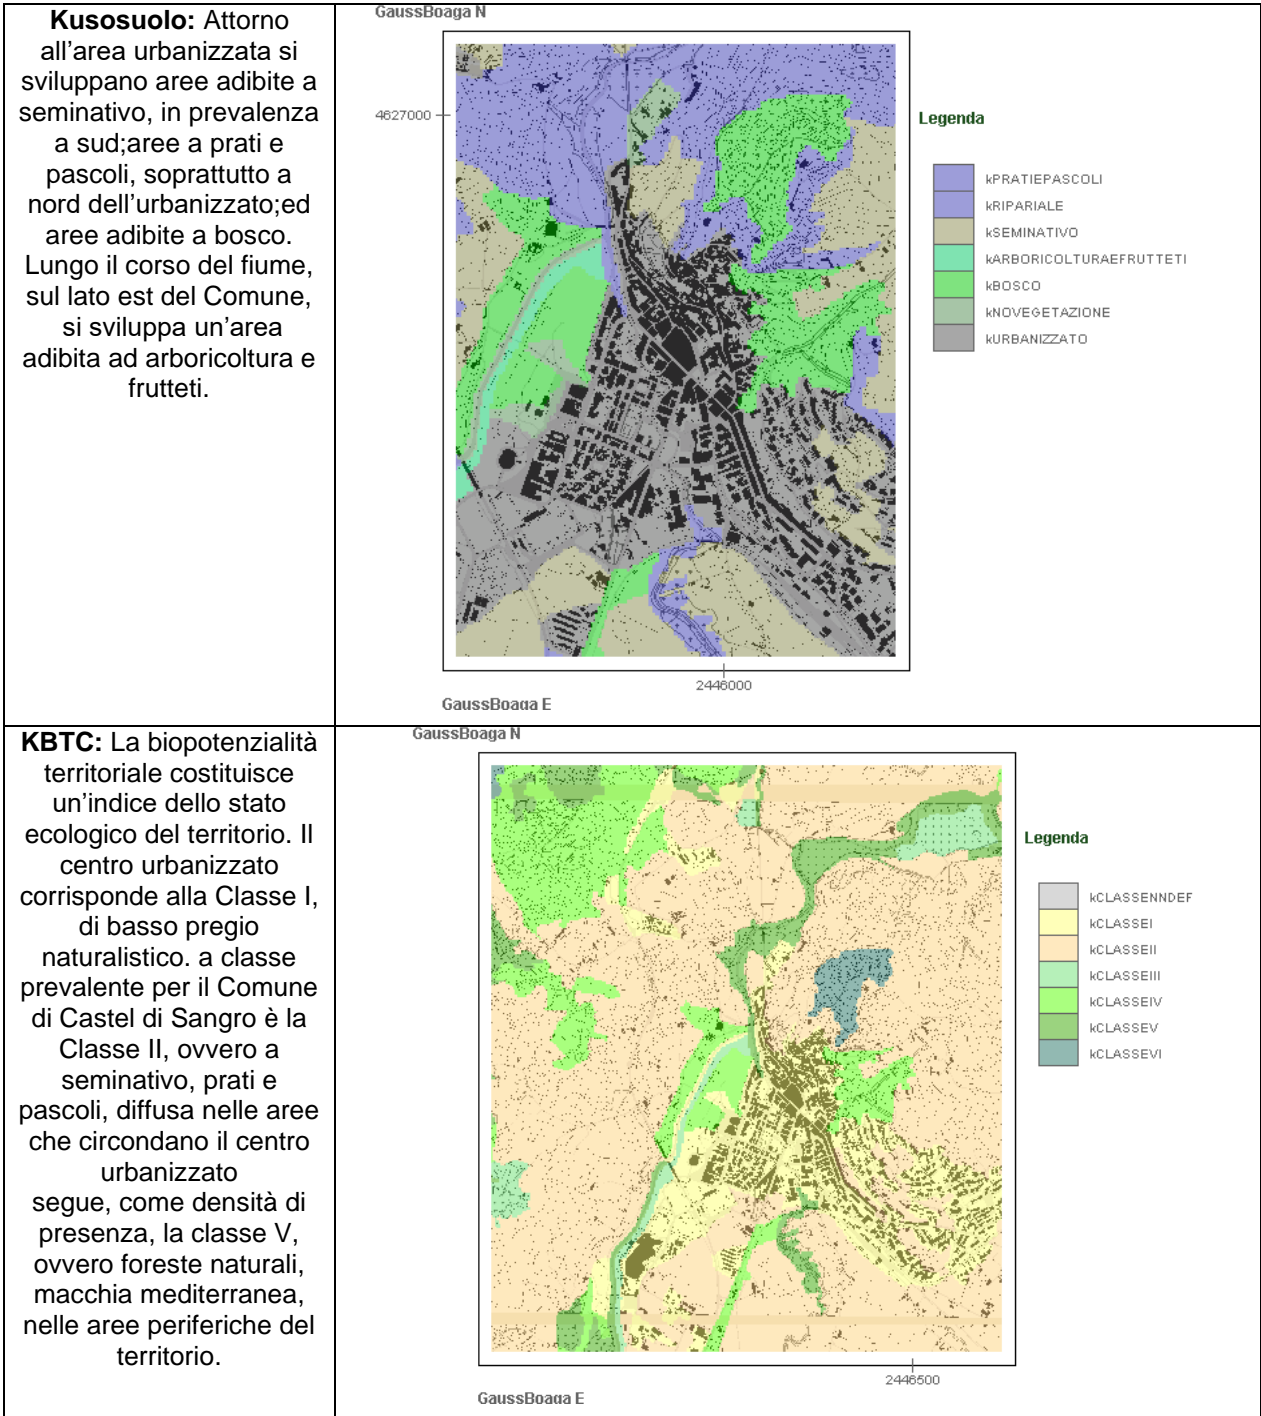 Kusosuolo: Attorno
all’area urbanizzata si
sviluppano aree adibite a
seminativo, in prevalenza
a sud;aree a prati e
pascoli, soprattutto a
nord dell’urbanizzato;ed
aree adibite a bosco.
Lungo il corso del fiume,
sul lato est del Comune,
si sviluppa un’area
adibita ad arboricoltura e
frutteti.
GaussBoaga N
4627000
Legenda
kPRATIEPASCOLI
kRIPARIALE
kSEMINATIVO
kARBORICOLTURAEFRUTTETI
kBOSCO
kNOVEGETAZIONE
kURBANIZZATO
2446000
GaussBoaga E
KBTC: La biopotenzialità
territoriale costituisce
un’indice dello stato
ecologico del territorio. Il
centro urbanizzato
corrisponde alla Classe I,
di basso pregio
naturalistico. a classe
prevalente per il Comune
di Castel di Sangro è la
Classe II, ovvero a
seminativo, prati e
pascoli, diffusa nelle aree
che circondano il centro
urbanizzato
segue, come densità di
presenza, la classe V,
ovvero foreste naturali,
macchia mediterranea,
nelle aree periferiche del
territorio.
GaussBoaga N
Legenda
kCLASSENNDEF
kCLASSEI
kCLASSEII
kCLASSEIII
kCLASSEIV
kCLASSEV
kCLASSEVI
2446500
GaussBoaga E